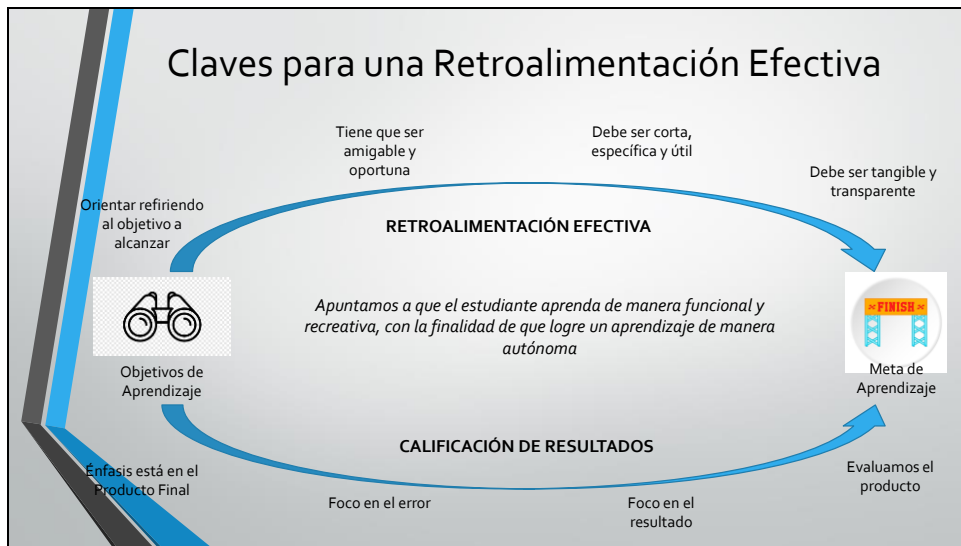 Claves para una Retroalimentación Efectiva
Tiene que ser
amigable y
oportuna
Debe ser corta,
específica y útil
Debe ser tangible y
transparente
Orientar refiriendo
al objetivo a
alcanzar
RETROALIMENTACIÓN EFECTIVA
Apuntamos a que el estudiante aprenda de manera funcional y
recreativa, con la finalidad de que logre un aprendizaje de manera
autónoma
FINISH
Objetivos de
Aprendizaje
Meta de
Aprendizaje
CALIFICACIÓN DE RESULTADOS
Énfasis está en el
Producto Final
Foco en el error
Foco en el
resultado
Evaluamos el
producto